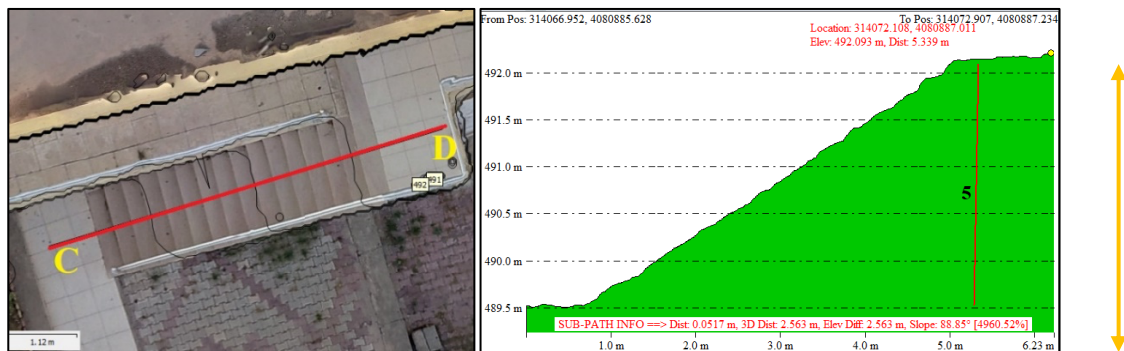 D
491
492
C
1.12 m
From Pos: 314066.952, 4080885.628
To Pos: 314072.907, 4080887.234
Location: 314072.108, 4080887.011
Elev: 492.093 m, Dist: 5.339 m
492.0 m
491.5 m
491.0 m
5
490.5 m
490.0 m
489.5 m
SUB-PATH INFO ==> Dist: 0.0517 m, 3D Dist: 2.563 m, Elev Diff: 2.563 m, Slope: 88.85° [4960.52%]
1.0 m
2.0 m
3.0 m
4.0 m
5.0 m
6.23 m